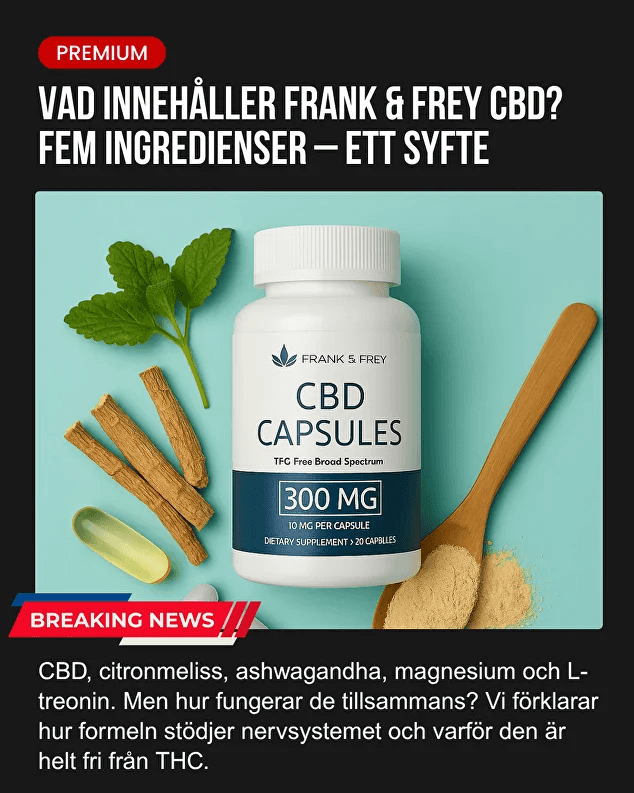 PREMIUM
VAD INNEHÅLLER FRANK & FREY CBD?
FEM INGREDIENSER – ETT SYFTE
FRANK & FREY
CBD
CAPSULES
TFG Free Broad Spectrum
300 MG
10 MG PER CAPSULE
DIETARY SUPPLEMENT › 20 CAPBLLES
BREAKING NEWS
CBD, citronmeliss, ashwagandha, magnesium och L-
treonin. Men hur fungerar de tillsammans? Vi förklarar
hur formeln stödjer nervsystemet och varför den är
helt fri från THC.